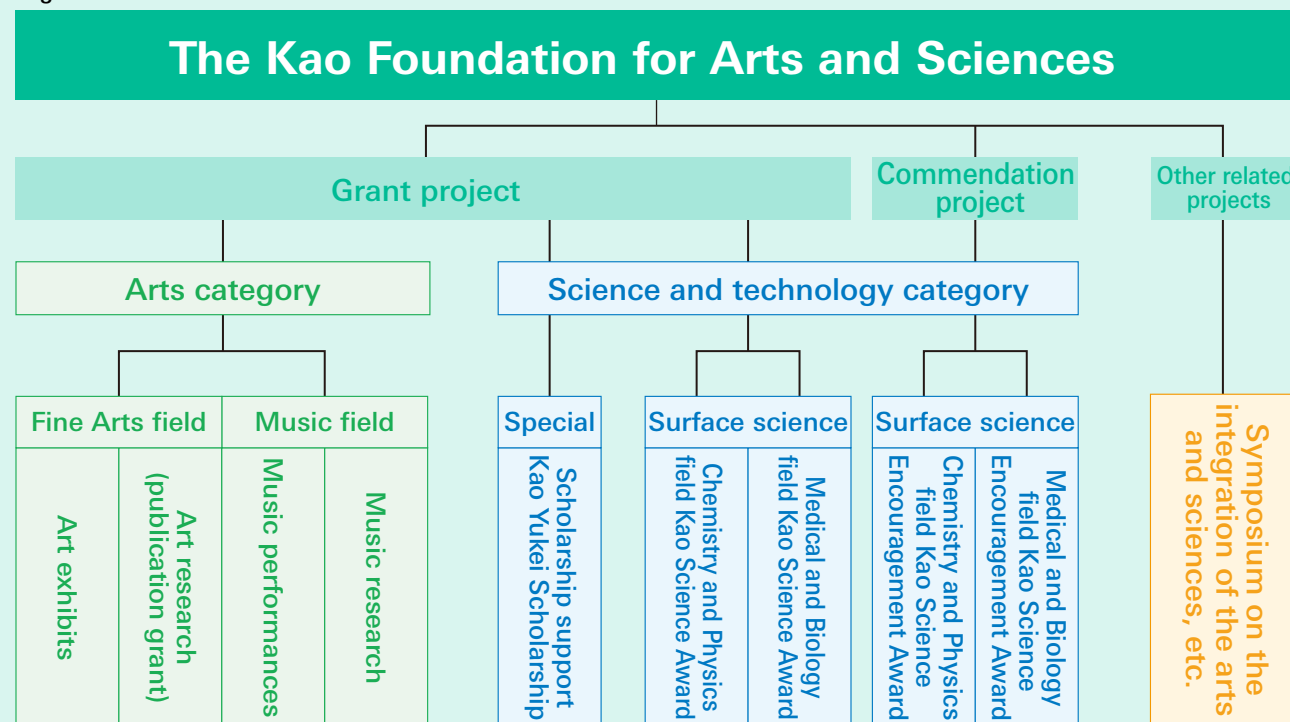 The Kao Foundation for Arts and Sciences
Grant project
Commendation
project
Other related
projects
Arts category
Science and technology category
Fine Arts field
Music field
Special
Surface science
Surface science
Art exhibits
Art research
(publication grant)
Music performances
Music research
Scholarship support
Kao Yukei Scholarship
Chemistry and Physics
field Kao Science Award
Medical and Biology
field Kao Science Award
Chemistry and Physics
field Kao Science
Encouragement Award
Medical and Biology
field Kao Science
Encouragement Award
Symposium on the
integration of the arts
and sciences, etc.